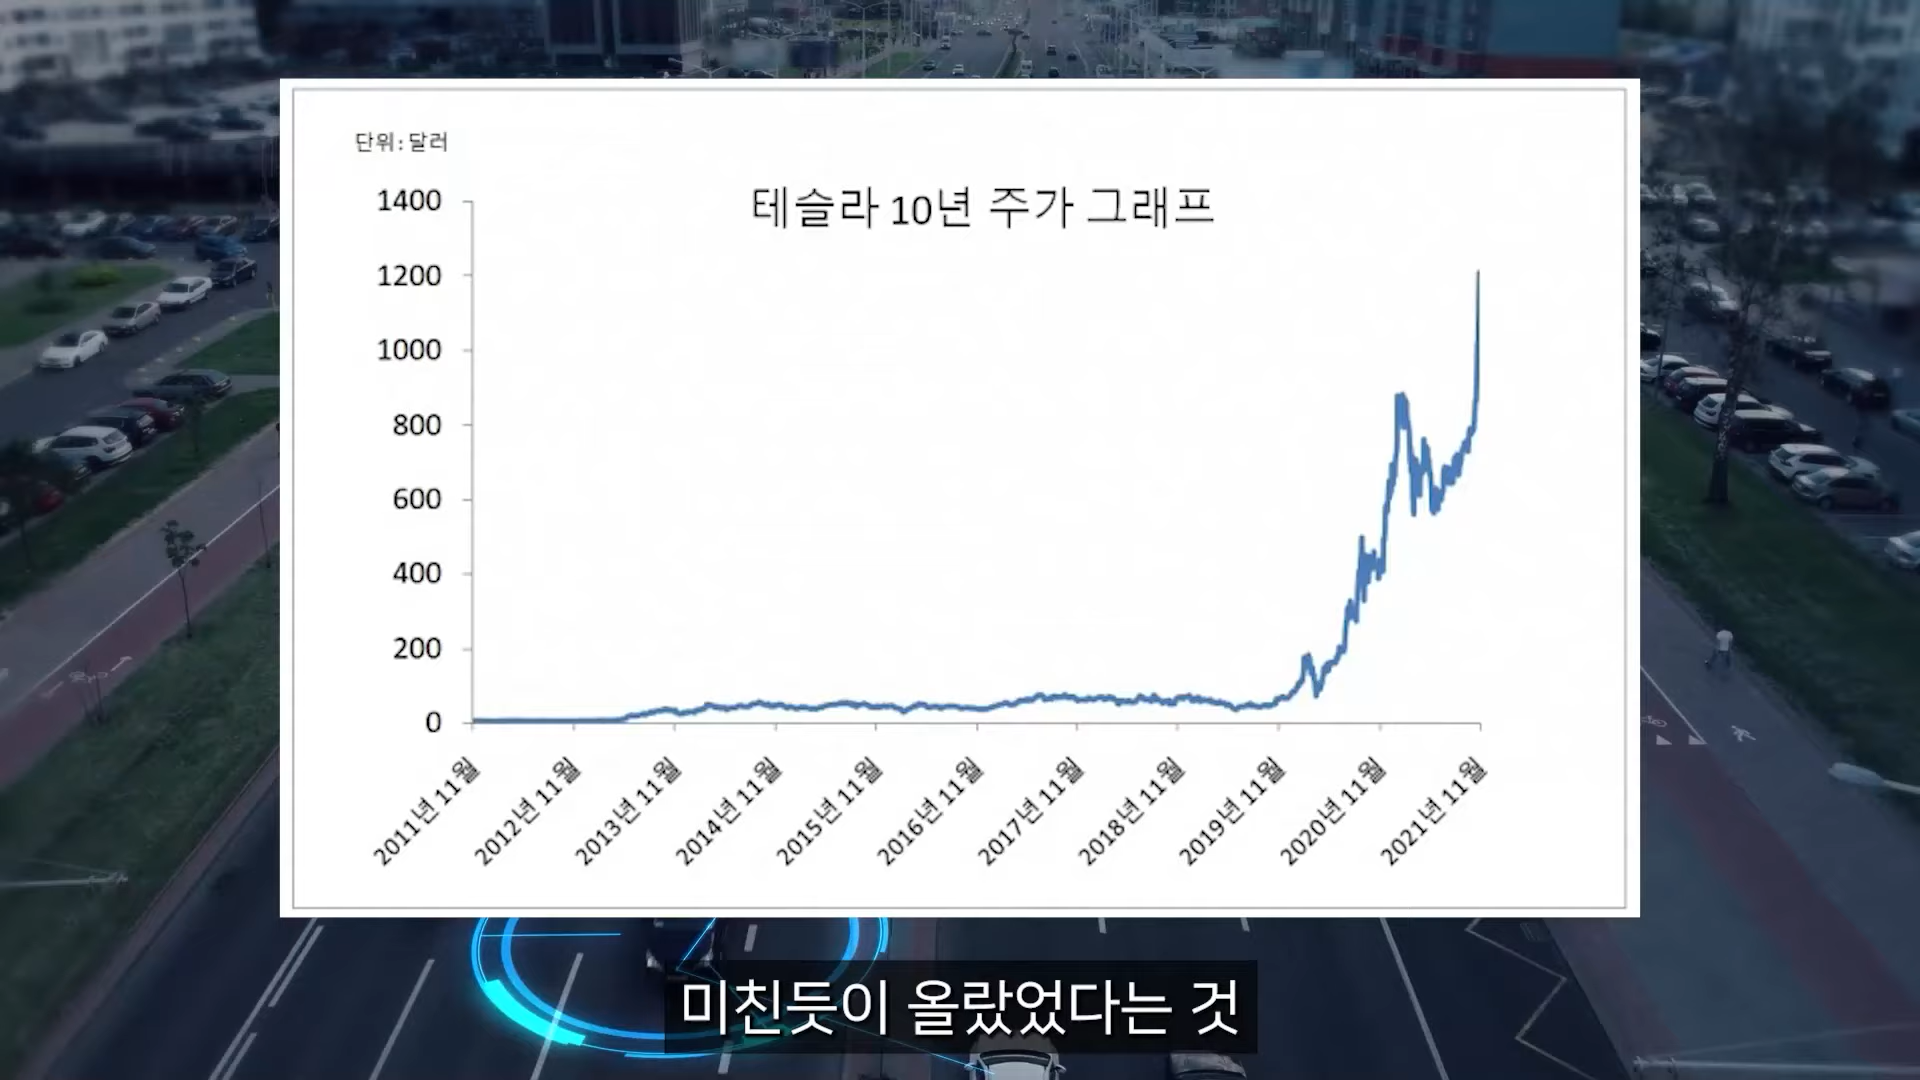 단위:달러
테슬라 10년 주가 그래프
1400
1200
1000
800
600
400
200
0
2011년 11월
2012년 11월
2013년 11월
2014년 11월
2015년 11월
2016년 11월
2017년 11월
2018년 11월
2019년 11월
2020년 11월
2021년 11월
미친듯이 올랐었다는 것